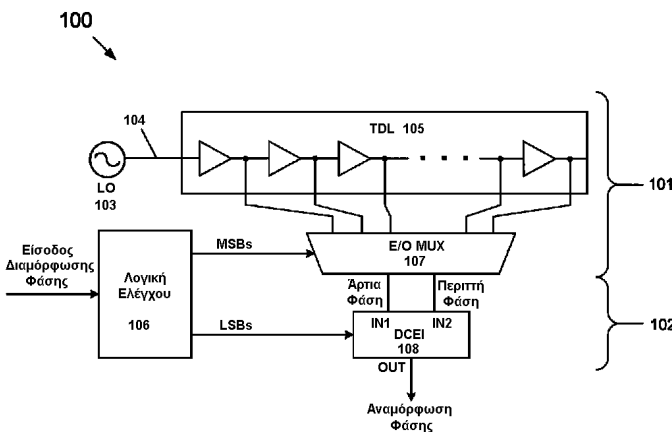 100
TDL 105
104
LO
103
101
E/O MUX
107
MSBs
Είσοδος
Διαμόρφωσης
Φάσης
Λογική
Ελέγχου
106
Άρτια
Φάση
Περιττή
Φάση
LSBs
IN1 IN2
DCEI
108
102
OUT
Αναμόρφωση
Φάσης